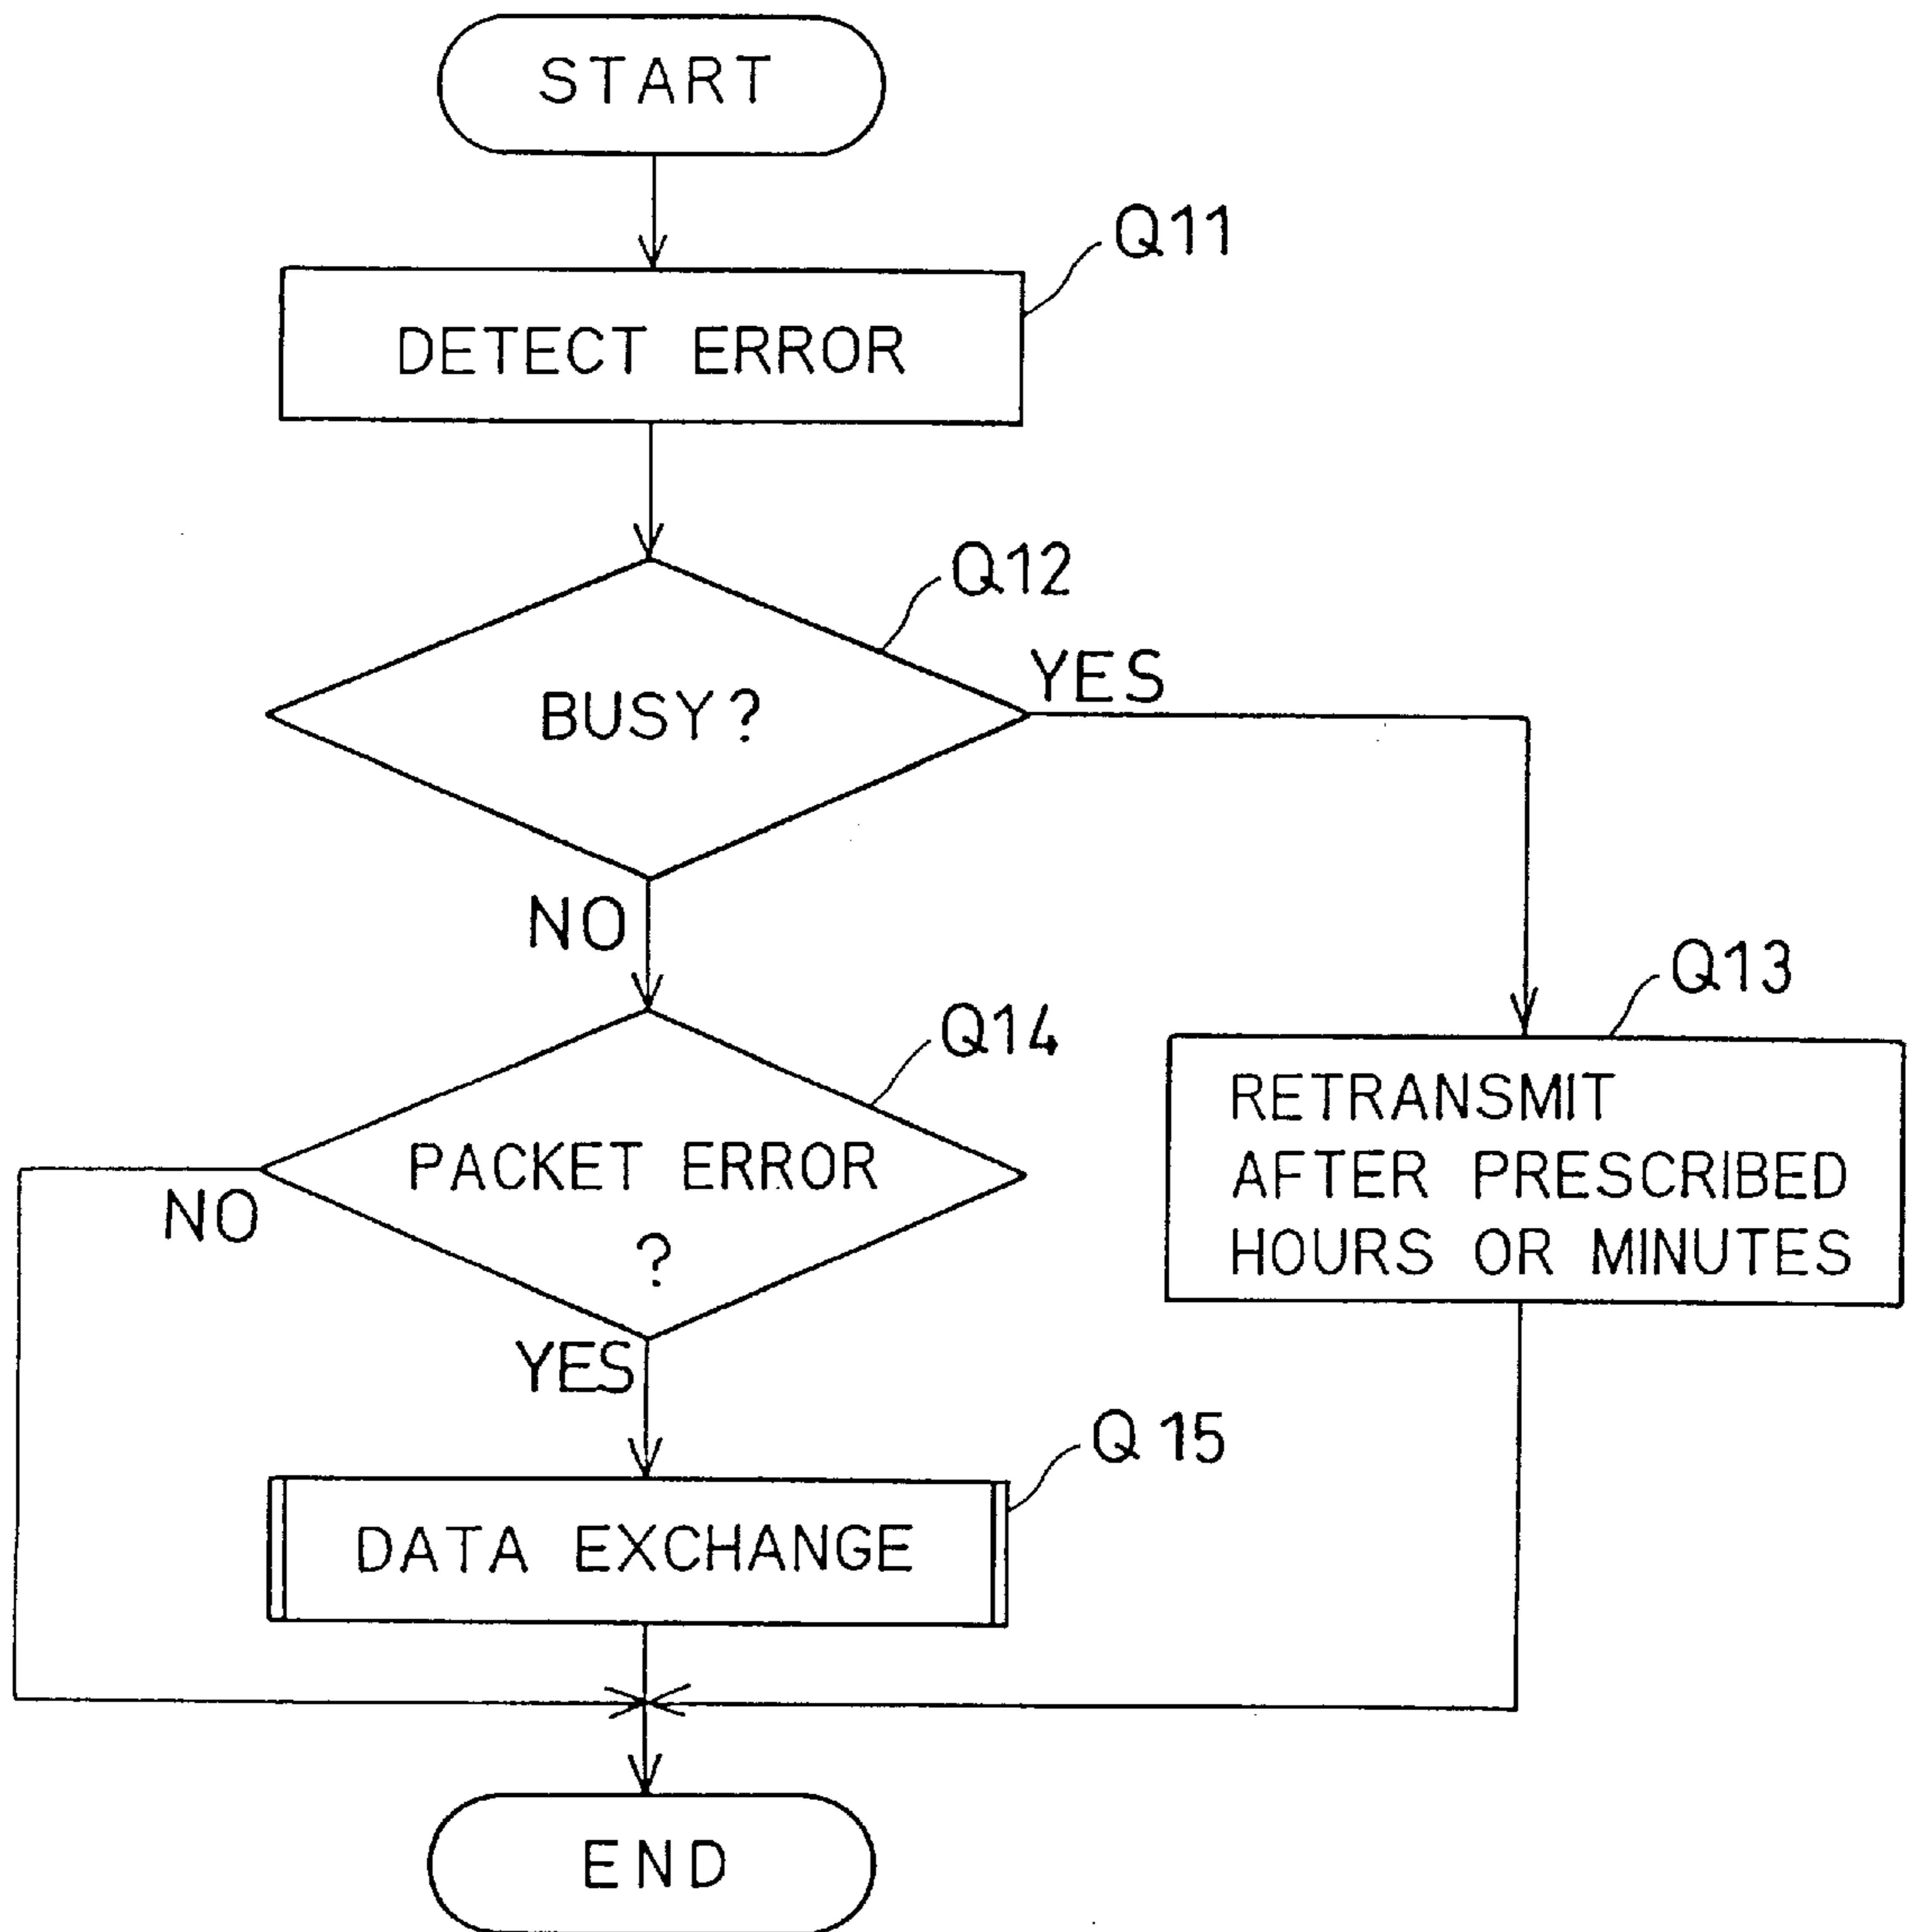 START
Q11
DETECT ERROR
Q12
YES
BUSY?
NO
Q13
Q14
RETRANSMIT
AFTER PRESCRIBED
HOURS OR MINUTES
PACKET ERROR
?
NO
YES
Q15
DATA EXCHANGE
END